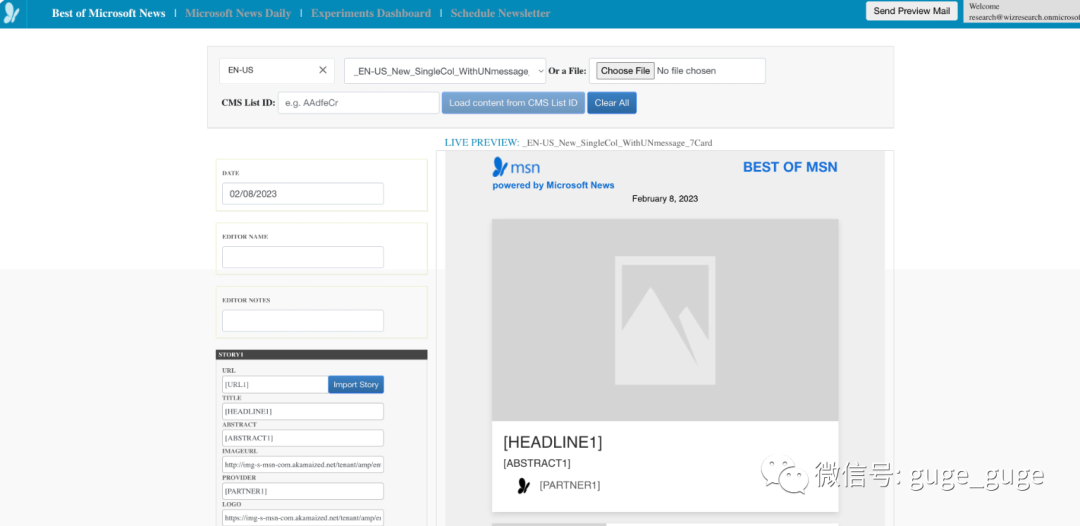 Best of Microsoft News | Microsoft News Daily | Experiments Dashboard | Schedule Newsletter
Send Preview Mail
Welcome
research@wizresearch.onmicrosof
EN-US ✕
_EN-US_New_SingleCol_WithUNmessage_
Or a File:
Choose File No file chosen
CMS List ID:
e.g. AAdfeCr
Load content from CMS List ID
Clear All
LIVE PREVIEW: _EN-US_New_SingleCol_WithUNmessage_7Card
DATE
02/08/2023
EDITOR NAME
EDITOR NOTES
STORY1
URL
[URL1]
Import Story
TITLE
[HEADLINE1]
ABSTRACT
[ABSTRACT1]
IMAGEURL
http://img-s-msn-com.akamaized.net/tenant/amp/en
PROVIDER
[PARTNER1]
LOGO
https://img-s-msn-com.akamaized.net/tenant/amp/e
msn
powered by Microsoft News
BEST OF MSN
February 8, 2023
[HEADLINE1]
[ABSTRACT1]
[PARTNER1]
微信号: guge_guge